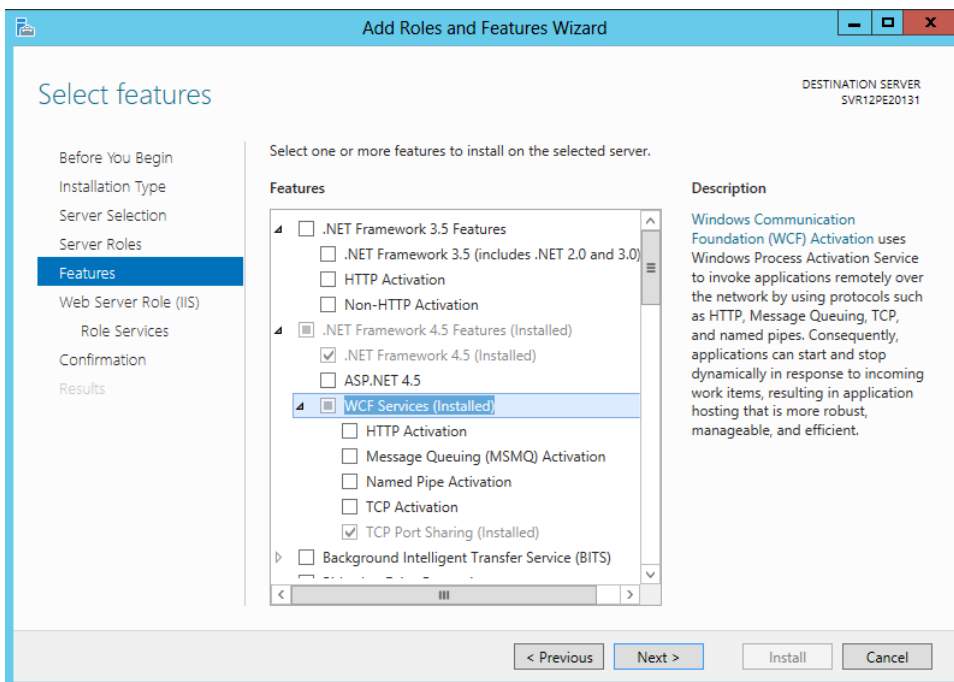 Add Roles and Features Wizard
Select features
DESTINATION SERVER
SVR12PE20131
Before You Begin
Installation Type
Server Selection
Server Roles
Features
Web Server Role (IIS)
Role Services
Confirmation
Results
Select one or more features to install on the selected server.
Features
.NET Framework 3.5 Features
.NET Framework 3.5 (includes .NET 2.0 and 3.0)
HTTP Activation
Non-HTTP Activation
.NET Framework 4.5 Features (Installed)
.NET Framework 4.5 (Installed)
ASP.NET 4.5
WCF Services (Installed)
HTTP Activation
Message Queuing (MSMQ) Activation
Named Pipe Activation
TCP Activation
TCP Port Sharing (Installed)
Background Intelligent Transfer Service (BITS)
Description
Windows Communication
Foundation (WCF) Activation uses
Windows Process Activation Service
to invoke applications remotely over
the network by using protocols such
as HTTP, Message Queuing, TCP,
and named pipes. Consequently,
applications can start and stop
dynamically in response to incoming
work items, resulting in application
hosting that is more robust,
manageable, and efficient.
< Previous
Next >
Install
Cancel